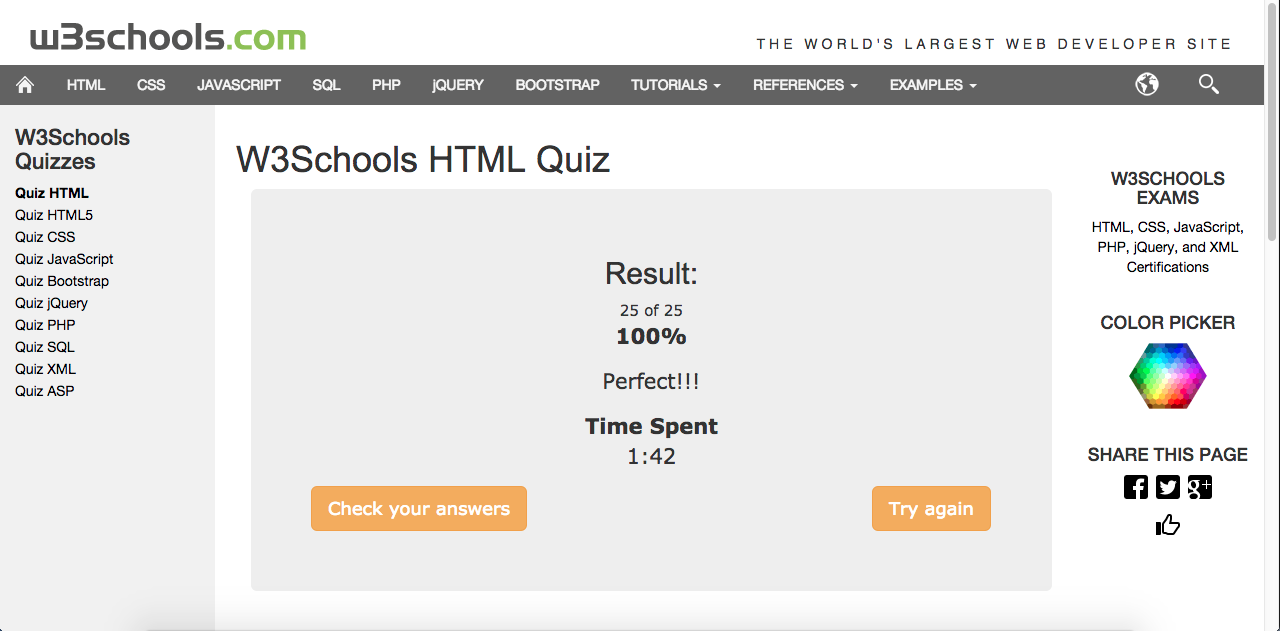 w3schools.com
THE WORLD'S LARGEST WEB DEVELOPER SITE
HTML CSS JAVASCRIPT SQL PHP jQUERY BOOTSTRAP TUTORIALS REFERENCES EXAMPLES
W3Schools
Quizzes
Quiz HTML
Quiz HTML5
Quiz CSS
Quiz JavaScript
Quiz Bootstrap
Quiz jQuery
Quiz PHP
Quiz SQL
Quiz XML
Quiz ASP
W3Schools HTML Quiz
Result:
25 of 25
100%
Perfect!!!
Time Spent
1:42
Check your answers
Try again
W3SCHOOLS
EXAMS
HTML, CSS, JavaScript,
PHP, jQuery, and XML
Certifications
COLOR PICKER
SHARE THIS PAGE